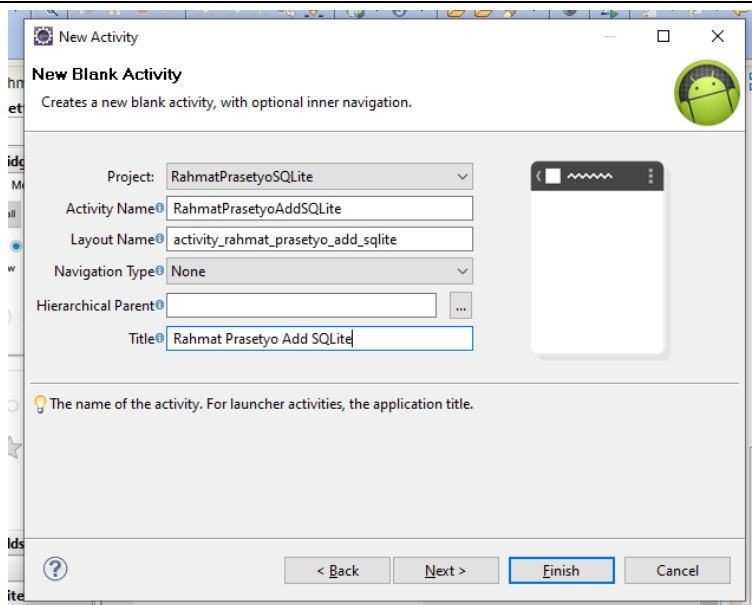 New Activity
New Blank Activity
Creates a new blank activity, with optional inner navigation.
Project: RahmatPrasetyoSQLite
Activity Name RahmatPrasetyoAddSQLite
Layout Name activity_rahmat_prasetyo_add_sqlite
Navigation Type None
Hierarchical Parent ...
Title Rahmat Prasetyo Add SQLite
The name of the activity. For launcher activities, the application title.
< Back Next > Finish Cancel